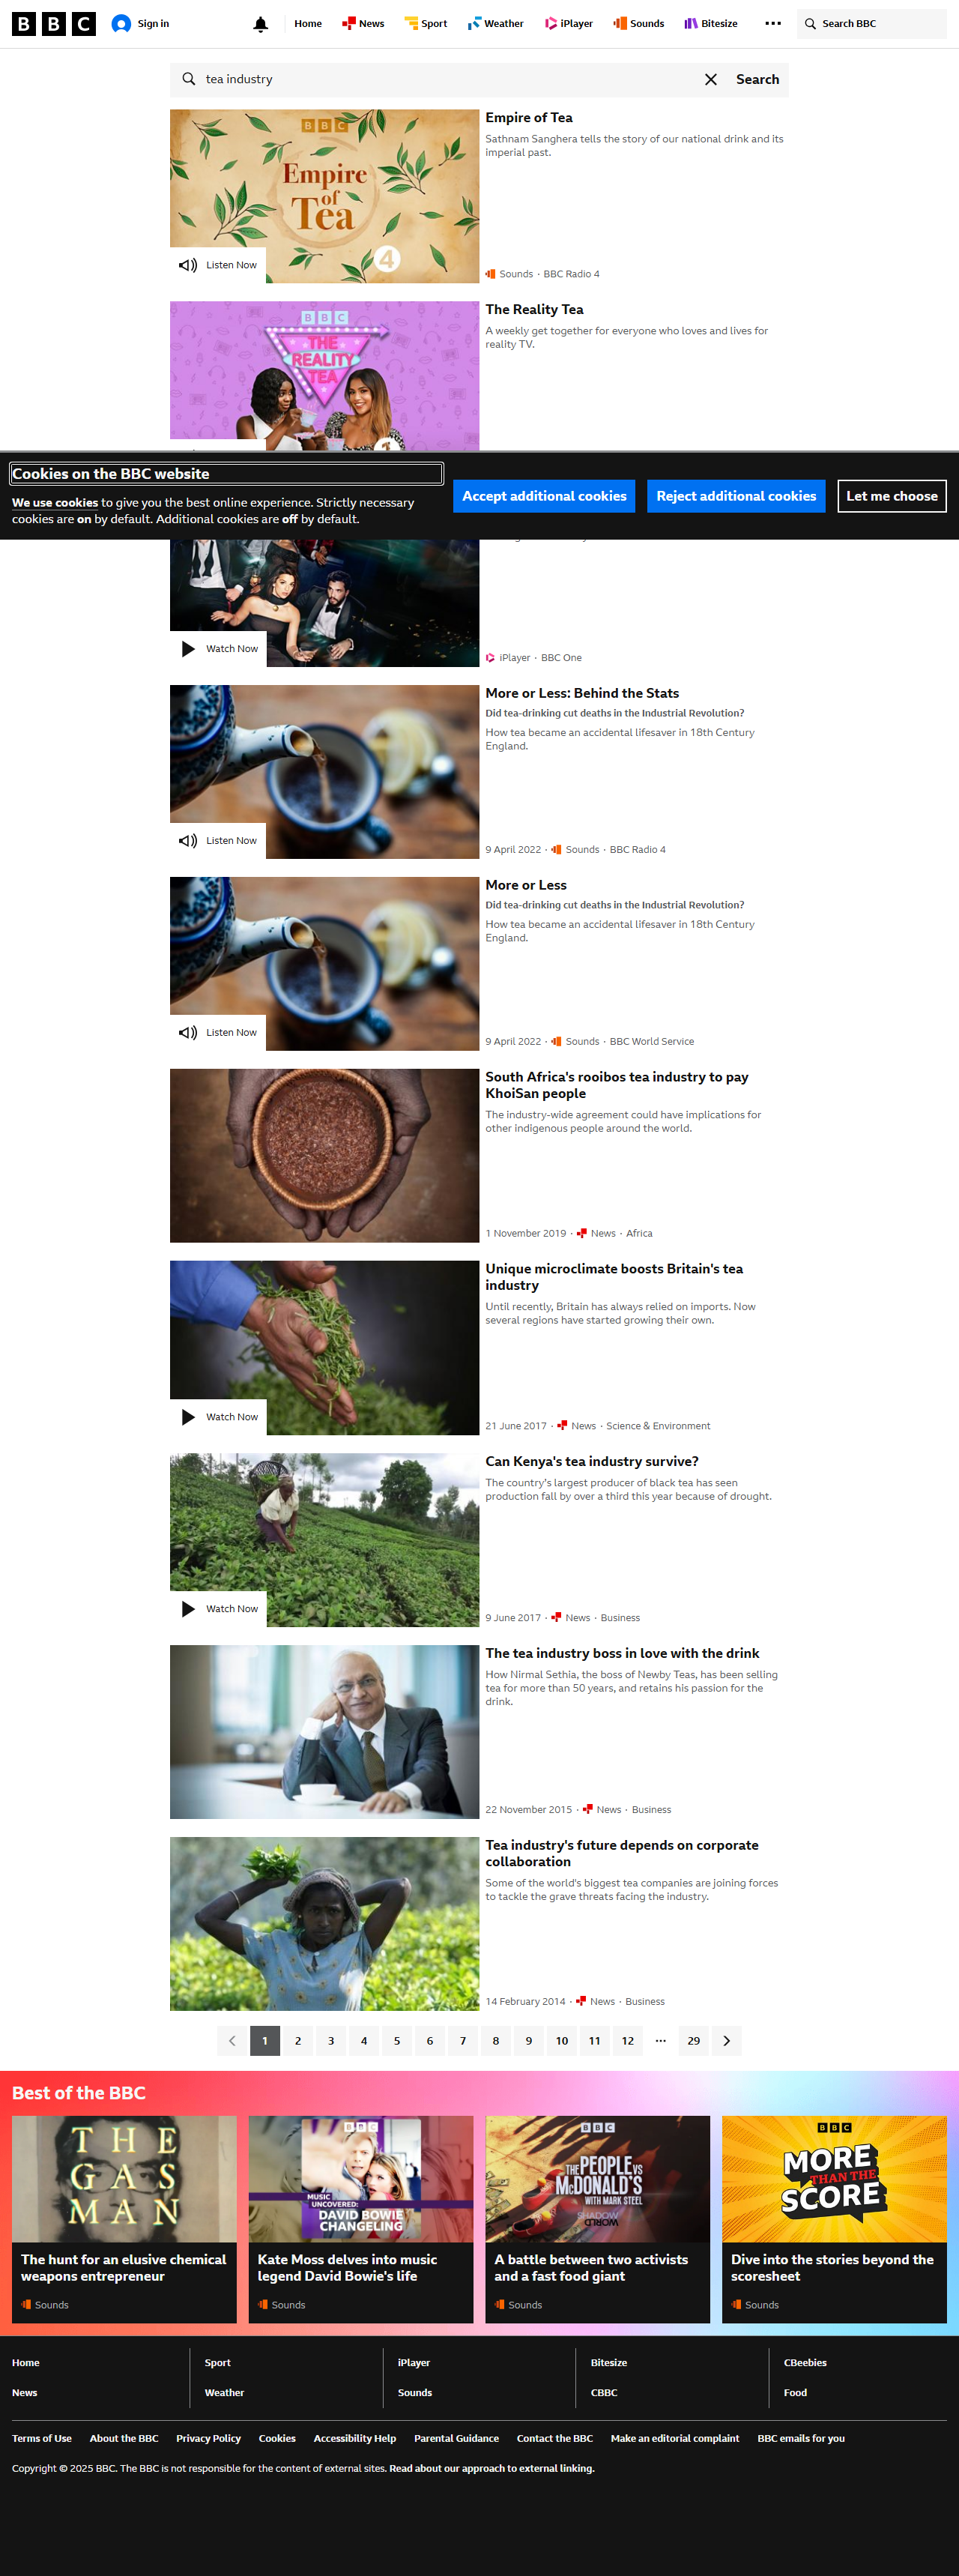 BBC
Sign in
Home
News
Sport
Weather
iPlayer
Sounds
Bitesize
Search BBC
tea industry
Search
BBC
Empire
of
Tea
4
Listen Now
Empire of Tea
Sathnam Sanghera tells the story of our national drink and its
imperial past.
Sounds · BBC Radio 4
BBC
THE
REALITY
TEA
The Reality Tea
A weekly get together for everyone who loves and lives for
reality TV.
Cookies on the BBC website
We use cookies to give you the best online experience. Strictly necessary
cookies are on by default. Additional cookies are off by default.
Accept additional cookies
Reject additional cookies
Let me choose
Watch Now
iPlayer · BBC One
Listen Now
More or Less: Behind the Stats
Did tea-drinking cut deaths in the Industrial Revolution?
How tea became an accidental lifesaver in 18th Century
England.
9 April 2022 · Sounds · BBC Radio 4
Listen Now
More or Less
Did tea-drinking cut deaths in the Industrial Revolution?
How tea became an accidental lifesaver in 18th Century
England.
9 April 2022 · Sounds · BBC World Service
South Africa's rooibos tea industry to pay
KhoiSan people
The industry-wide agreement could have implications for
other indigenous people around the world.
1 November 2019 · News · Africa
Watch Now
Unique microclimate boosts Britain's tea
industry
Until recently, Britain has always relied on imports. Now
several regions have started growing their own.
21 June 2017 · News · Science & Environment
Watch Now
Can Kenya's tea industry survive?
The country's largest producer of black tea has seen
production fall by over a third this year because of drought.
9 June 2017 · News · Business
The tea industry boss in love with the drink
How Nirmal Sethia, the boss of Newby Teas, has been selling
tea for more than 50 years, and retains his passion for the
drink.
22 November 2015 · News · Business
Tea industry's future depends on corporate
collaboration
Some of the world's biggest tea companies are joining forces
to tackle the grave threats facing the industry.
14 February 2014 · News · Business
1 2 3 4 5 6 7 8 9 10 11 12 ... 29
Best of the BBC
THE
GAS
MAN
The hunt for an elusive chemical
weapons entrepreneur
Sounds
BBC
MUSIC
UNCOVERED:
DAVID BOWIE
CHANGELING
Kate Moss delves into music
legend David Bowie's life
Sounds
BBC
THE PEOPLE VS
McDONALD'S
WITH MARK STEEL
SHADOW
WORLD
A battle between two activists
and a fast food giant
Sounds
BBC
MORE
THAN THE
SCORE
Dive into the stories beyond the
scoresheet
Sounds
Home
Sport
iPlayer
Bitesize
CBeebies
News
Weather
Sounds
CBBC
Food
Terms of Use
About the BBC
Privacy Policy
Cookies
Accessibility Help
Parental Guidance
Contact the BBC
Make an editorial complaint
BBC emails for you
Copyright © 2025 BBC. The BBC is not responsible for the content of external sites. Read about our approach to external linking.